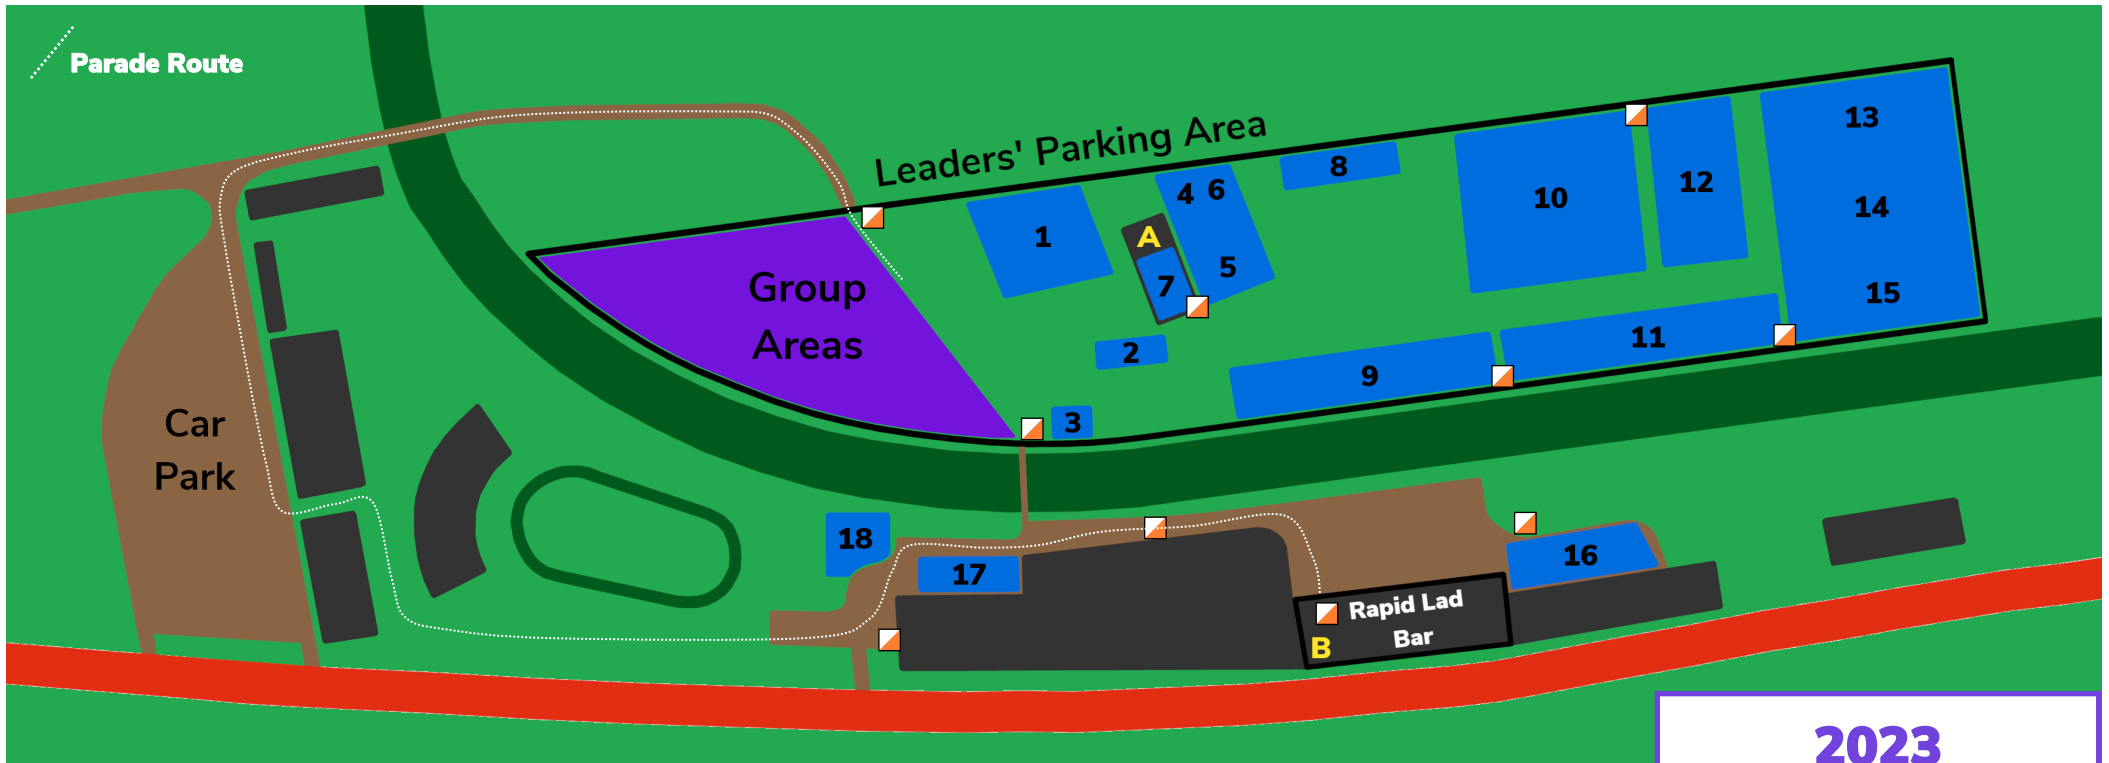 Parade Route
Leaders' Parking Area
13
8
4 6
12
10
14
1
A
5
7
15
Group
Areas
11
2
9
3
Car
Park
18
16
17
Rapid Lad
Bar
B
2023